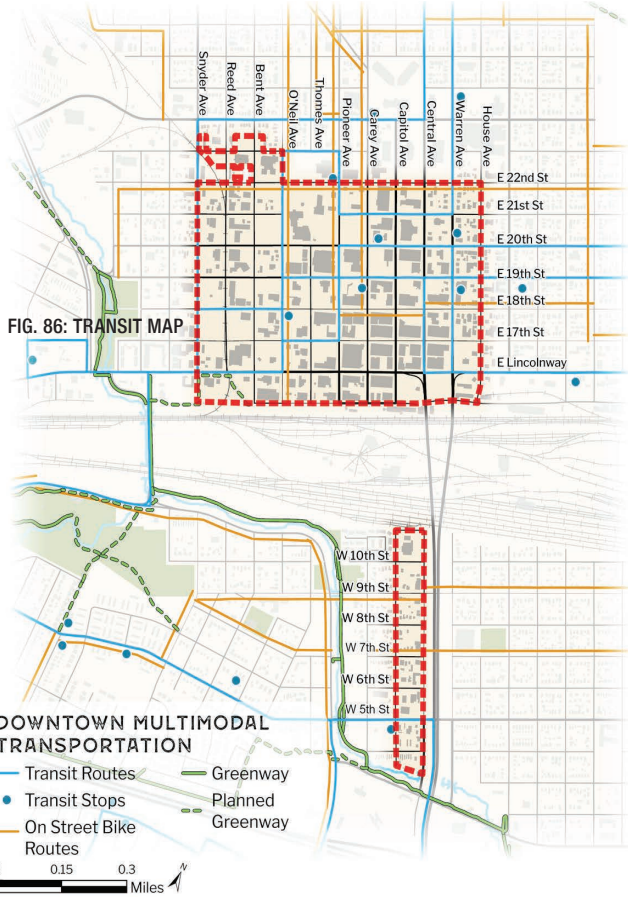 Snyder Ave
Reed Ave
Bent Ave
O'Neil Ave
Thomes Ave
Pioneer Ave
Carey Ave
Capitol Ave
Central Ave
Warren Ave
House Ave
E 22nd St
E 21st St
E 20th St
E 19th St
E 18th St
E 17th St
E Lincolnway
FIG. 86: TRANSIT MAP
W 10th St
W 9th St
W 8th St
W 7th St
W 6th St
W 5th St
DOWNTOWN MULTIMODAL
TRANSPORTATION
Transit Routes
Transit Stops
On Street Bike
Routes
Greenway
Planned
Greenway
0.15 0.3
Miles
N